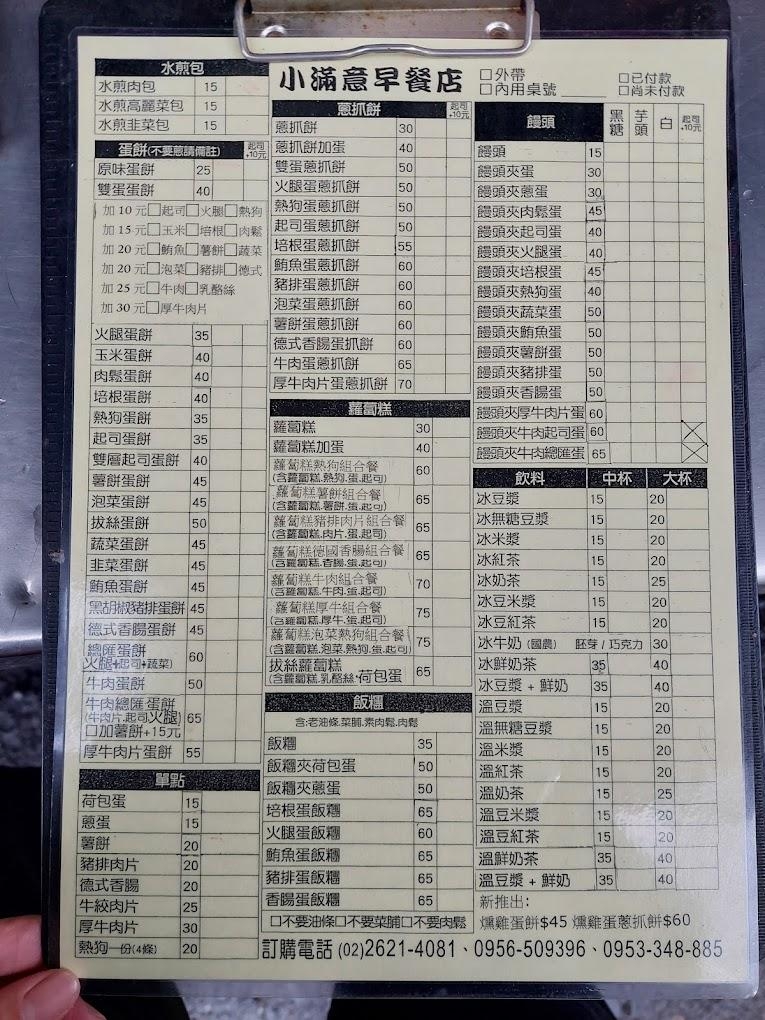 小滿意早餐店
□外帶
□內用桌號
□已付款
□尚未付款
水煎包
水煎肉包 15
水煎高麗菜包 15
水煎韭菜包 15
蛋餅(不要蔥請備註) 起司+10元
原味蛋餅 25
雙蛋蛋餅 40
加 10 元□起司□火腿□熱狗
加 15 元□玉米□培根□肉鬆
加 20 元□鮪魚□薯餅□蔬菜
加 20 元□泡菜□豬排□德式
加 25 元□牛肉□乳酪絲
加 30 元□厚牛肉片
火腿蛋餅 35
玉米蛋餅 40
肉鬆蛋餅 40
培根蛋餅 40
熱狗蛋餅 35
起司蛋餅 35
雙層起司蛋餅 40
薯餅蛋餅 45
泡菜蛋餅 45
拔絲蛋餅 50
蔬菜蛋餅 45
韭菜蛋餅 45
鮪魚蛋餅 45
黑胡椒豬排蛋餅 45
德式香腸蛋餅 45
總匯蛋餅 60
火腿+起司+蔬菜)
牛肉蛋餅 50
牛肉總匯蛋餅 65
(牛肉片.起司火腿)
□加薯餅+15元
厚牛肉片蛋餅 55
單點
荷包蛋 15
蔥蛋 15
薯餅 20
豬排肉片 20
德式香腸 20
牛絞肉片 25
厚牛肉片 30
熱狗一份(4條) 20
蔥抓餅 起司+10元
蔥抓餅 30
蔥抓餅加蛋 40
雙蛋蔥抓餅 50
火腿蛋蔥抓餅 50
熱狗蛋蔥抓餅 50
起司蛋蔥抓餅 50
培根蛋蔥抓餅 55
鮪魚蛋蔥抓餅 60
豬排蛋蔥抓餅 60
泡菜蛋蔥抓餅 60
薯餅蛋蔥抓餅 60
德式香腸蛋抓餅 60
牛肉蛋蔥抓餅 65
厚牛肉片蛋蔥抓餅 70
蘿蔔糕
蘿蔔糕 30
蘿蔔糕加蛋 40
蘿蔔糕熱狗組合餐 60
(含蘿蔔糕.熱狗.蛋.起司)
蘿蔔糕薯餅組合餐 65
(含蘿蔔糕.薯餅.蛋.起司)
蘿蔔糕豬排肉片組合餐 65
(含蘿蔔糕.肉片.蛋.起司)
蘿蔔糕德國香腸組合餐 65
(含蘿蔔糕.香腸.蛋.起司)
蘿蔔糕牛肉組合餐 70
(含蘿蔔糕.牛肉.蛋.起司)
蘿蔔糕厚牛組合餐 75
(含蘿蔔糕.厚牛.蛋.起司)
蘿蔔糕泡菜熱狗組合餐 75
(含蘿蔔糕.泡菜.熱狗.蛋.起司)
拔絲蘿蔔糕 65
(含蘿蔔糕.乳酪絲·荷包蛋
飯糰
含:老油條.菜脯.素肉鬆.肉鬆
飯糰 35
飯糰夾荷包蛋 50
飯糰夾蔥蛋 50
培根蛋飯糰 65
火腿蛋飯糰 60
鮪魚蛋飯糰 65
豬排蛋飯糰 65
香腸蛋飯糰 65
□不要油條□不要菜脯□不要肉鬆
饅頭 黑糖 芋頭 白 起司+10元
饅頭 15
饅頭夾蛋 30
饅頭夾蔥蛋 30
饅頭夾肉鬆蛋 45
饅頭夾起司蛋 40
饅頭夾火腿蛋 40
饅頭夾培根蛋 45
饅頭夾熱狗蛋 40
饅頭夾蔬菜蛋 50
饅頭夾鮪魚蛋 50
饅頭夾薯餅蛋 50
饅頭夾豬排蛋 50
饅頭夾香腸蛋 50
饅頭夾厚牛肉片蛋 60
饅頭夾牛肉起司蛋 60
饅頭夾牛肉總匯蛋 65
飲料 中杯 大杯
冰豆漿 15 20
冰無糖豆漿 15 20
冰米漿 15 20
冰紅茶 15 20
冰奶茶 15 25
冰豆米漿 15 20
冰豆紅茶 15 20
冰牛奶 (國農) 胚芽 / 巧克力 30
冰鮮奶茶 35 40
冰豆漿 + 鮮奶 35 40
溫豆漿 15 20
溫無糖豆漿 15 20
溫米漿 15 20
溫紅茶 15 20
溫奶茶 15 25
溫豆米漿 15 20
溫豆紅茶 15 20
溫鮮奶茶 35 40
溫豆漿 + 鮮奶 35 40
新推出:
燻雞蛋餅$45 燻雞蛋蔥抓餅$60
訂購電話 (02)2621-4081、0956-509396、0953-348-885